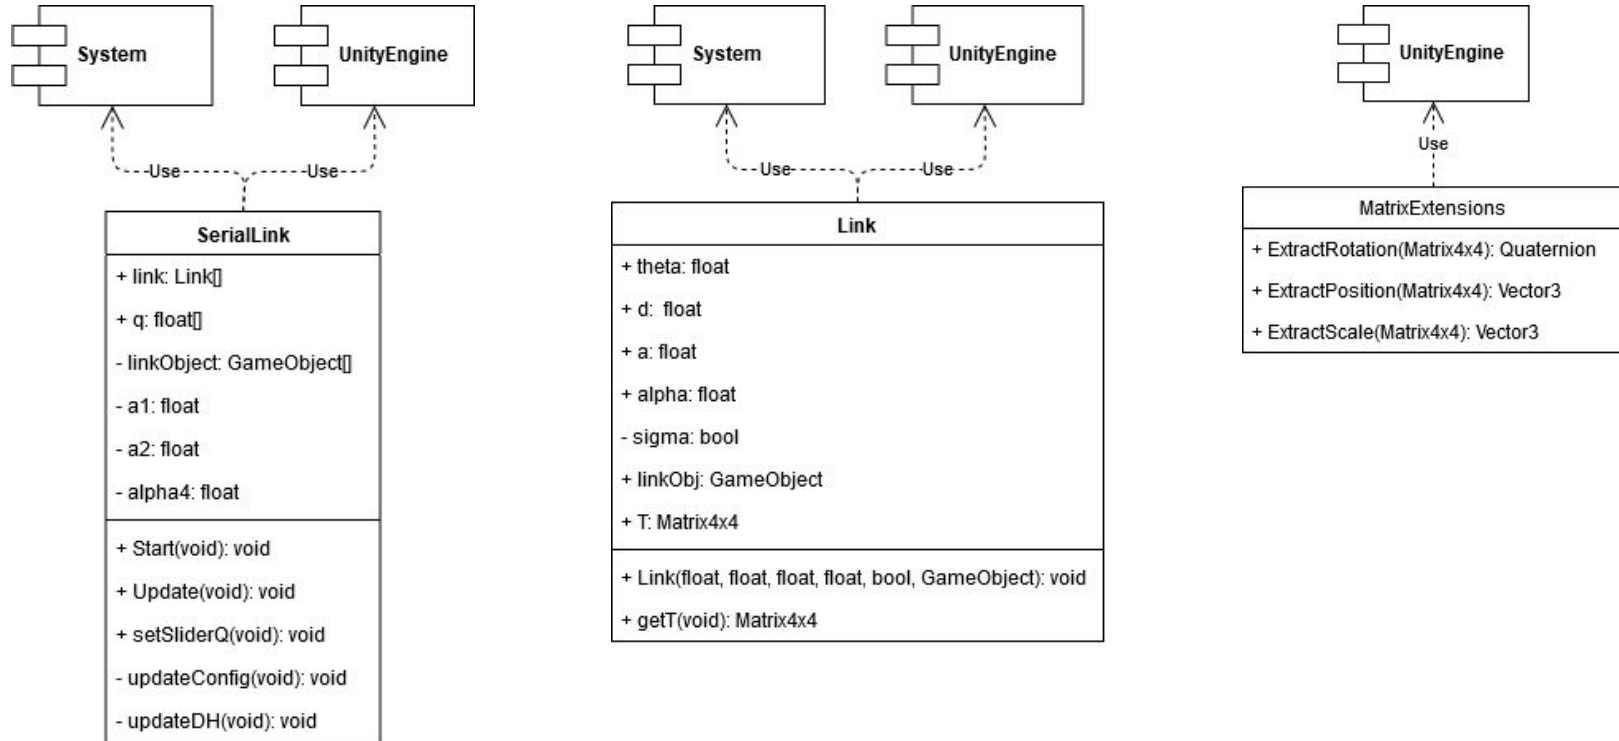 System
UnityEngine
Use
Use
SerialLink
+ link: Link[]
+ q: float[]
- linkObject: GameObject[]
- a1: float
- a2: float
- alpha4: float
+ Start(void): void
+ Update(void): void
+ setSliderQ(void): void
- updateConfig(void): void
- updateDH(void): void
System
UnityEngine
Use
Use
Link
+ theta: float
+ d:  float
+ a: float
+ alpha: float
- sigma: bool
+ linkObj: GameObject
+ T: Matrix4x4
+ Link(float, float, float, float, bool, GameObject): void
+ getT(void): Matrix4x4
UnityEngine
Use
MatrixExtensions
+ ExtractRotation(Matrix4x4): Quaternion
+ ExtractPosition(Matrix4x4): Vector3
+ ExtractScale(Matrix4x4): Vector3